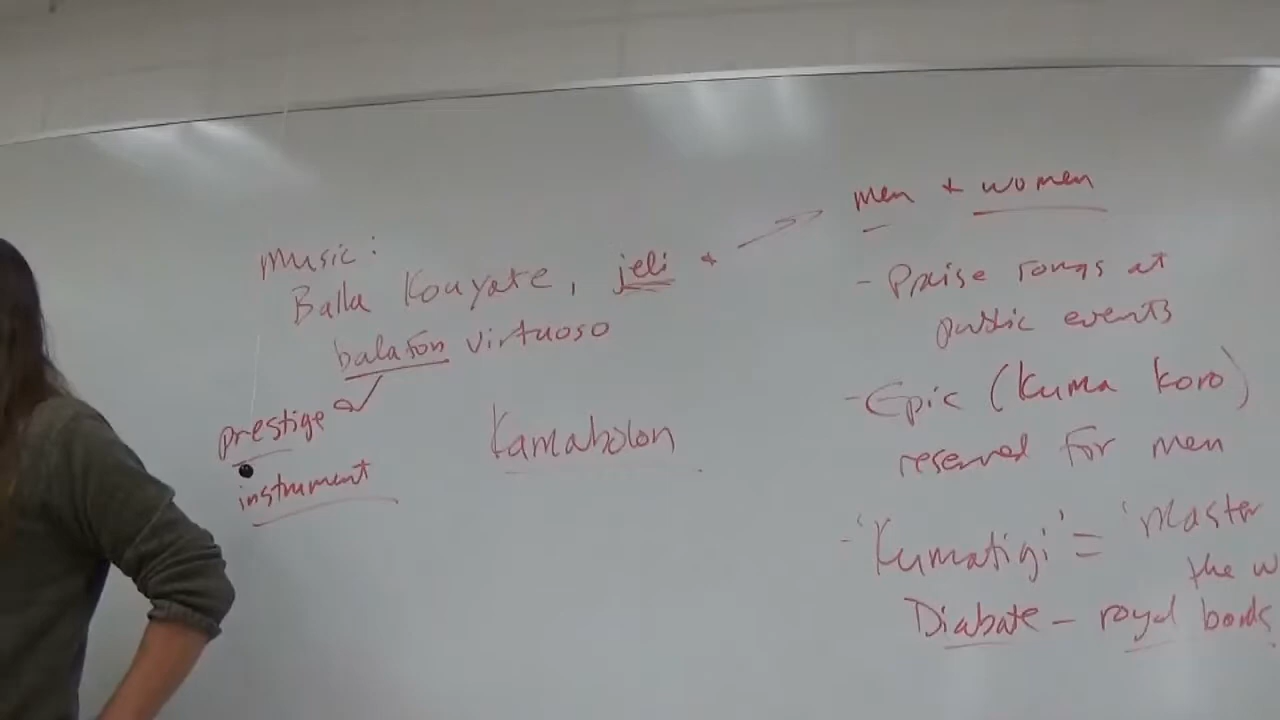 Music:
Balla Kouyate, jeli +
balafon virtuoso
prestige
instrument
Kamabolon
men + women
- Praise songs at
public events
- Epic (Kuma Koro)
reserved for men
- 'Kumatigi' = 'Master
the w
Diabate - royal bards